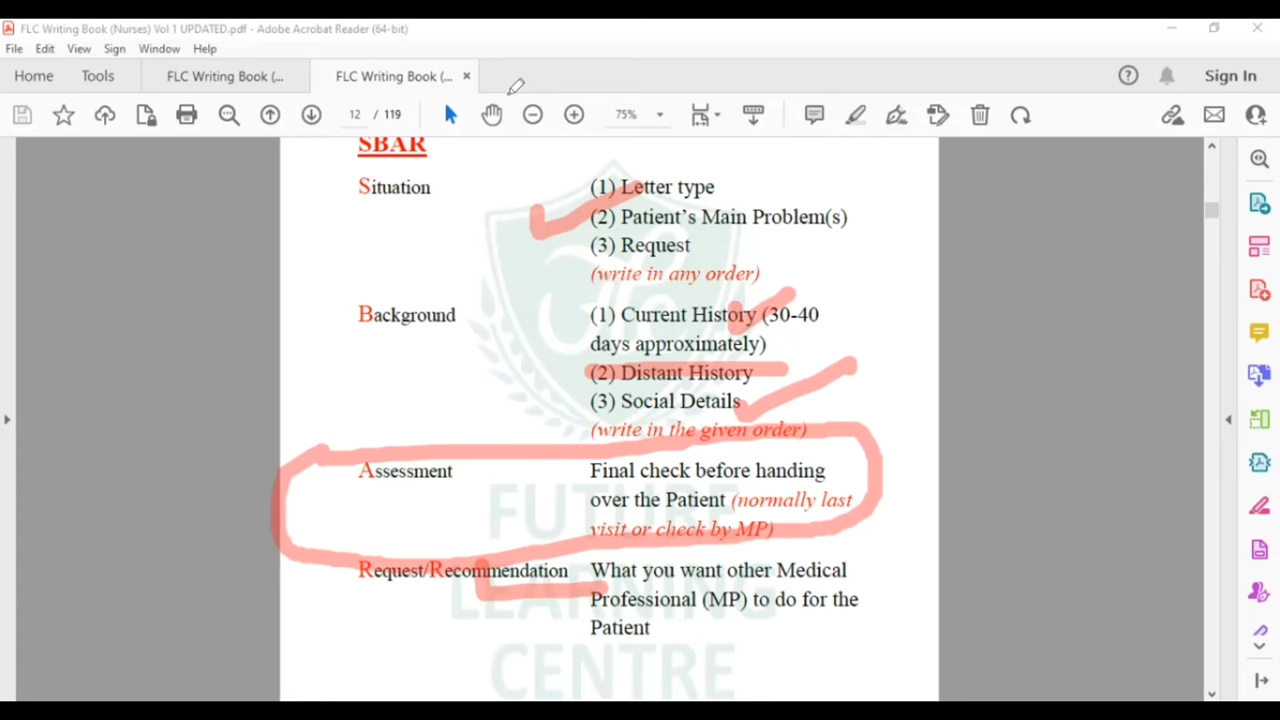 FLC Writing Book (Nurses) Vol 1 UPDATED.pdf - Adobe Acrobat Reader (64-bit)
File Edit View Sign Window Help
Home Tools FLC Writing Book (... FLC Writing Book (... × Sign In
12 / 119 75%
SBAR
Situation (1) Letter type
(2) Patient's Main Problem(s)
(3) Request
(write in any order)
Background (1) Current History (30-40
days approximately)
(2) Distant History
(3) Social Details
(write in the given order)
Assessment Final check before handing
over the Patient (normally last
visit or check by MP)
Request/Recommendation What you want other Medical
Professional (MP) to do for the
Patient
FUTURE
LEARNING
CENTRE